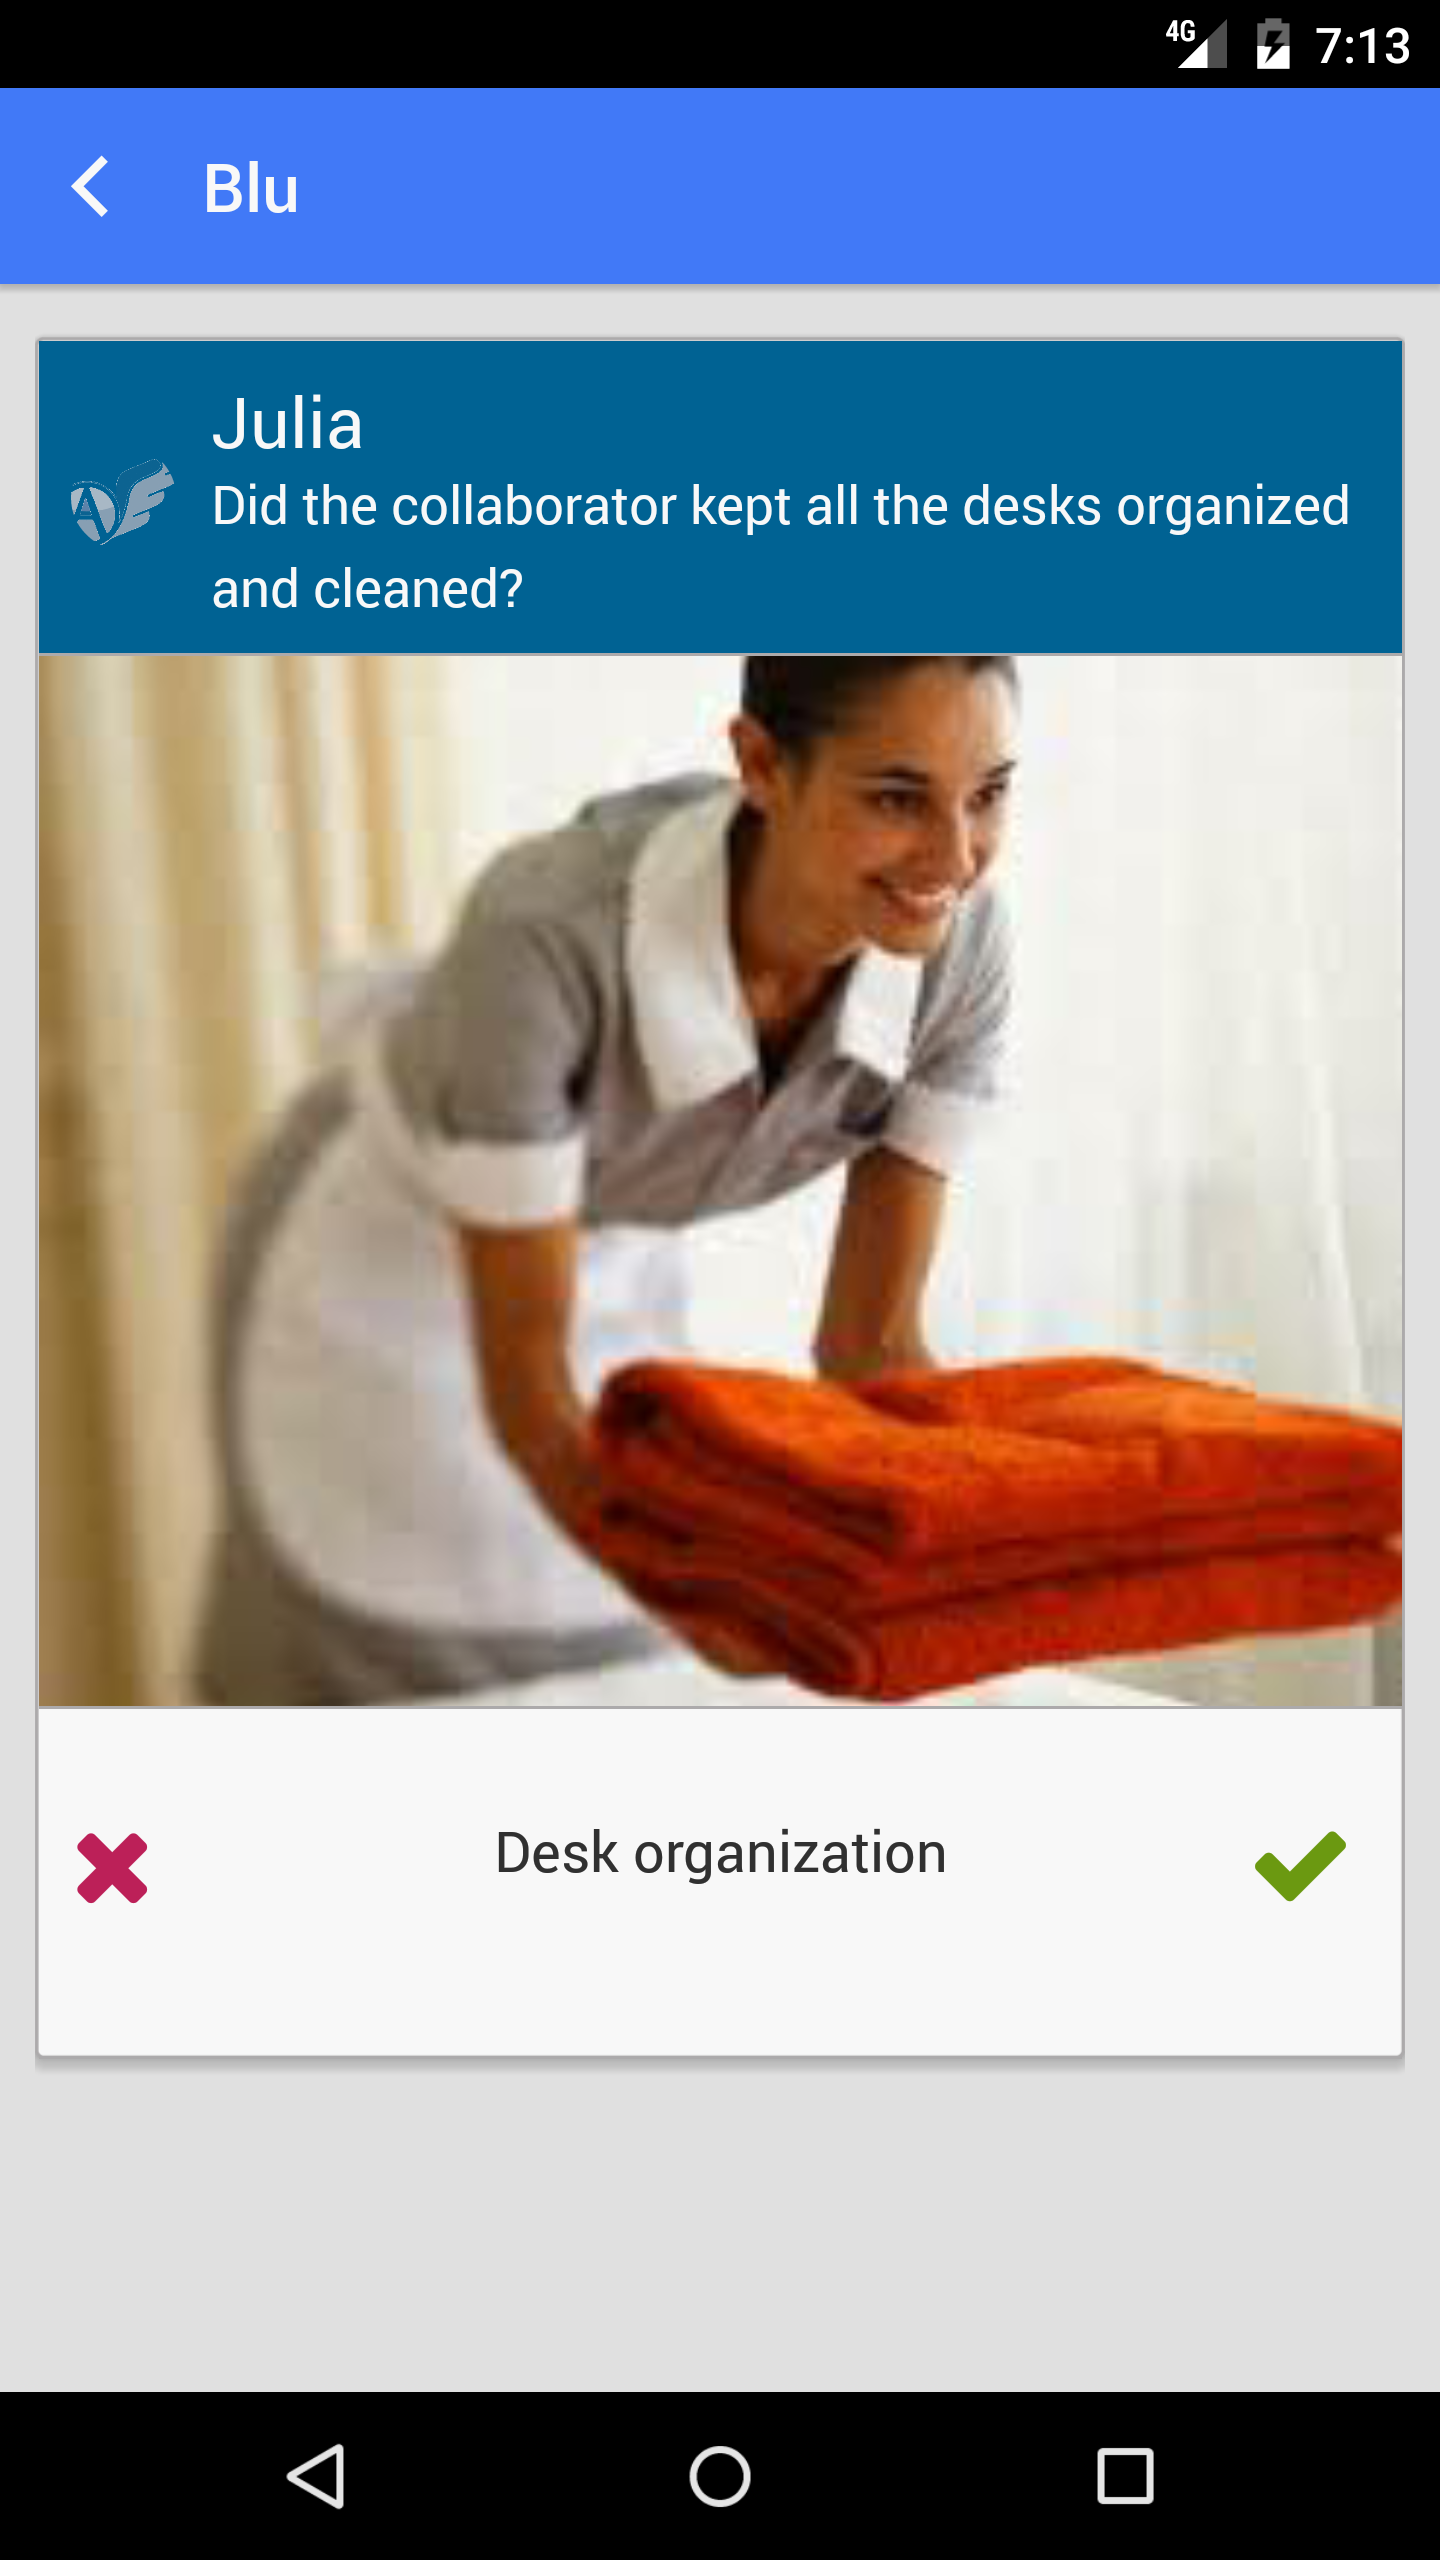 4G 7:13
Blu
Julia
Did the collaborator kept all the desks organized
and cleaned?
Desk organization